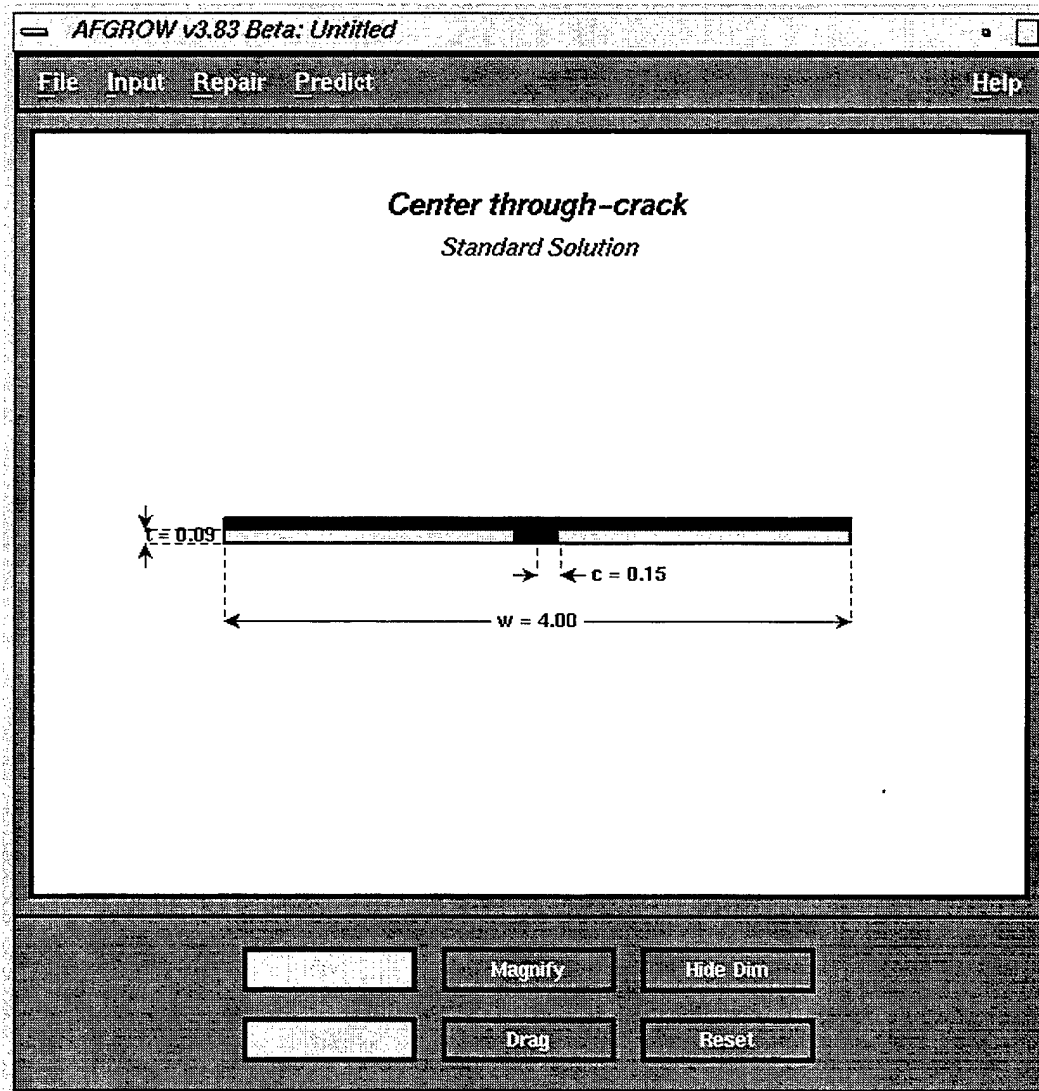 AFGROW v3.83 Beta: Untitled
File Input Repair Predict Help
Center through-crack
Standard Solution
t = 0.09
c = 0.15
w = 4.00
Magnify Hide Dim
Drag Reset